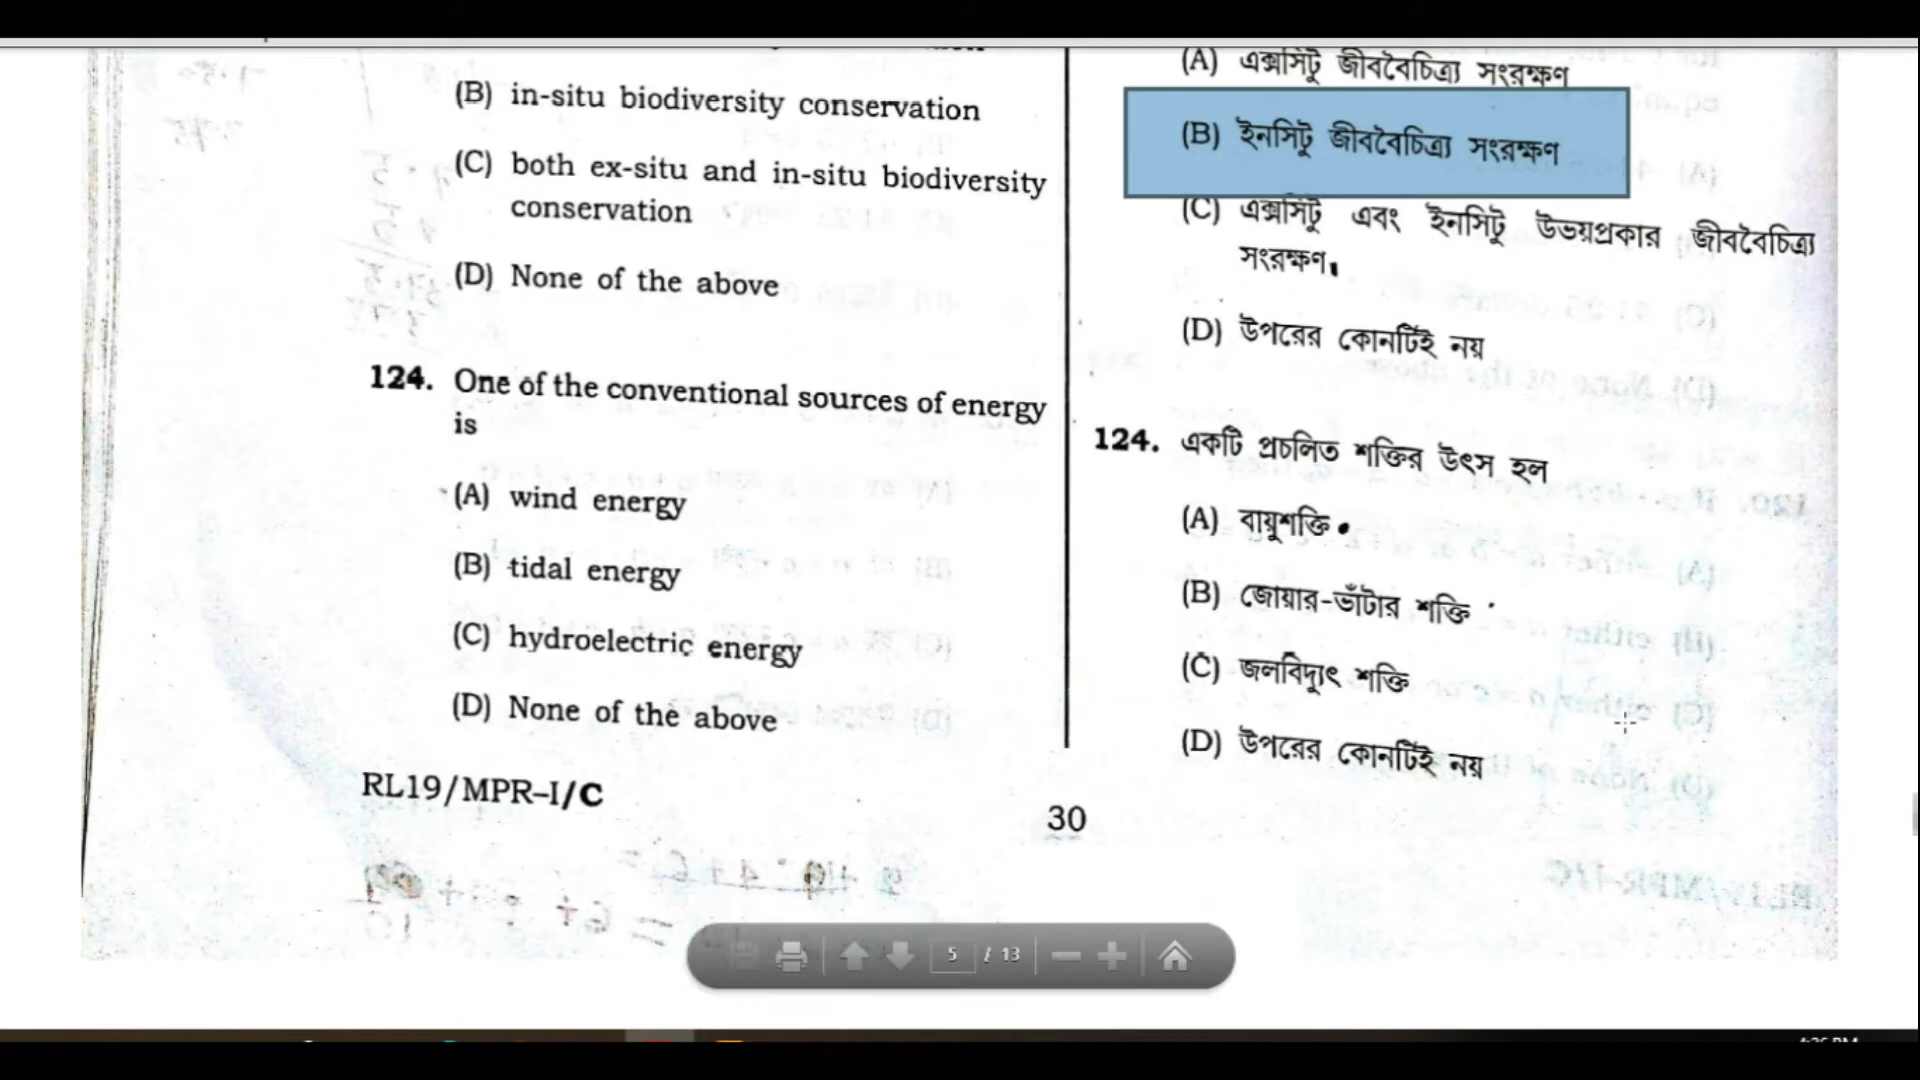 (B) in-situ biodiversity conservation
(C) both ex-situ and in-situ biodiversity
conservation
(D) None of the above
124. One of the conventional sources of energy
is
(A) wind energy
(B) tidal energy
(C) hydroelectric energy
(D) None of the above
RL19/MPR–I/C
(A) এক্সসিটু জীববৈচিত্র্য সংরক্ষণ
(B) ইনসিটু জীববৈচিত্র্য সংরক্ষণ
(C) এক্সসিটু এবং ইনসিটু উভয়প্রকার জীববৈচিত্র্য
সংরক্ষণ
(D) উপরের কোনটিই নয়
124. একটি প্রচলিত শক্তির উৎস হল
(A) বায়ুশক্তি
(B) জোয়ার-ভাঁটার শক্তি
(C) জলবিদ্যুৎ শক্তি
(D) উপরের কোনটিই নয়
30
5 / 13